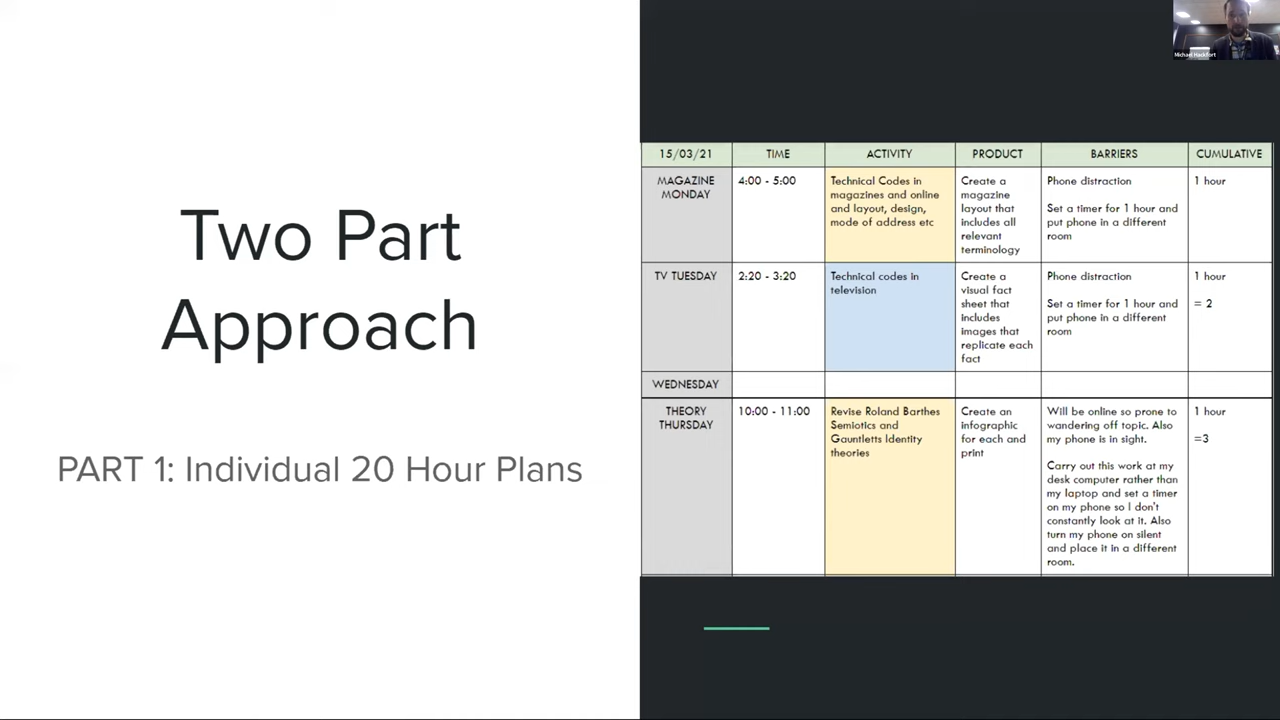 Michael Hackfort
Two Part
Approach
PART 1: Individual 20 Hour Plans
15/03/21
TIME
ACTIVITY
PRODUCT
BARRIERS
CUMULATIVE
MAGAZINE
MONDAY
4:00 - 5:00
Technical Codes in
magazines and online
and layout, design,
mode of address etc
Create a
magazine
layout that
includes all
relevant
terminology
Phone distraction
Set a timer for 1 hour and
put phone in a different
room
1 hour
TV TUESDAY
2:20 - 3:20
Technical codes in
television
Create a
visual fact
sheet that
includes
images that
replicate each
fact
Phone distraction
Set a timer for 1 hour and
put phone in a different
room
1 hour
= 2
WEDNESDAY
THEORY
THURSDAY
10:00 - 11:00
Revise Roland Barthes
Semiotics and
Gauntletts Identity
theories
Create an
infographic
for each and
print
Will be online so prone to
wandering off topic. Also
my phone is in sight.
Carry out this work at my
desk computer rather than
my laptop and set a timer
on my phone so I don't
constantly look at it. Also
turn my phone on silent
and place it in a different
room.
1 hour
=3